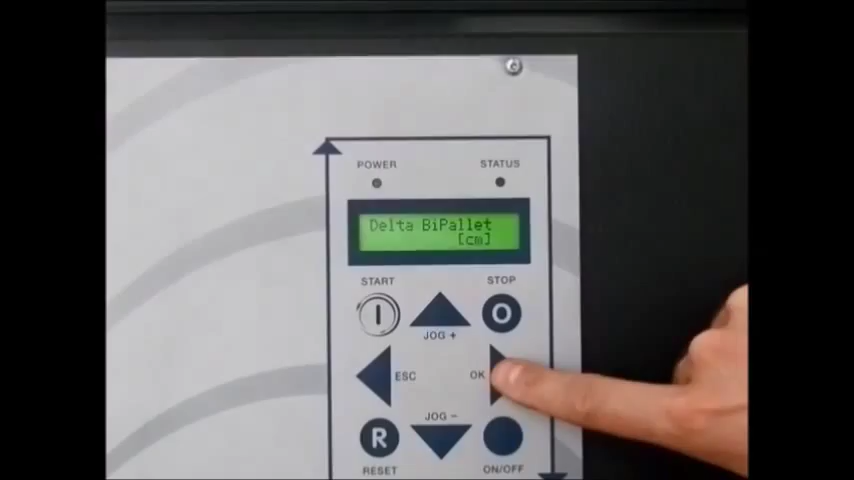 POWER STATUS
Delta BiPallet
[cm]
START STOP
I O
JOG +
ESC OK
JOG -
R
RESET ON/OFF